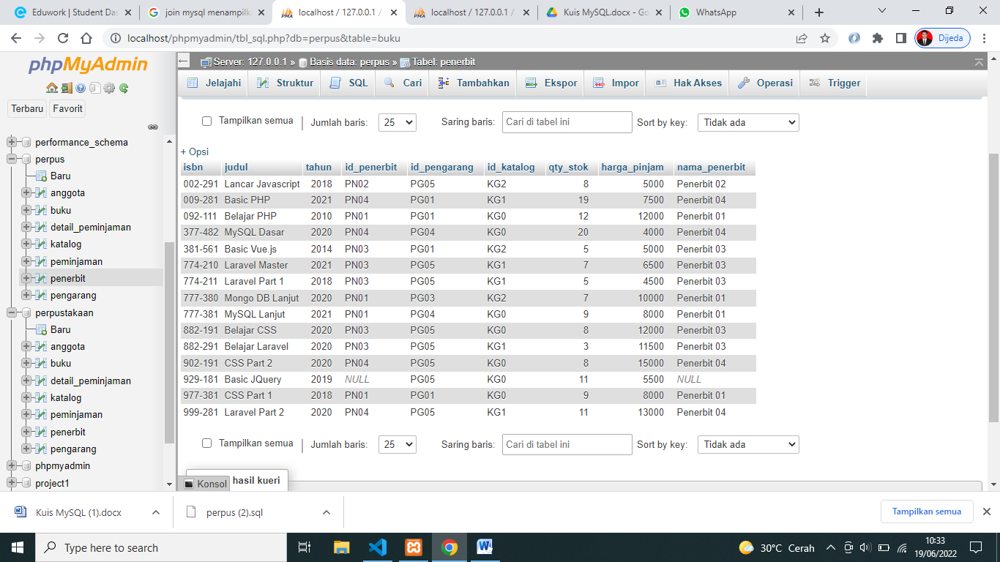 Eduwork | Student Das
join mysql menampilka
localhost / 127.0.0.1 /
localhost / 127.0.0.1 /
Kuis MySQL.docx - Go
WhatsApp
localhost/phpmyadmin/tbl_sql.php?db=perpus&table=buku
Dijeda
phpMyAdmin
Terbaru Favorit
performance_schema
perpus
Baru
anggota
buku
detail_peminjaman
katalog
peminjaman
penerbit
pengarang
perpustakaan
Baru
anggota
buku
detail_peminjaman
katalog
peminjaman
penerbit
pengarang
phpmyadmin
project1
Server: 127.0.0.1 » Basis data: perpus » Tabel: penerbit
Jelajahi Struktur SQL Cari Tambahkan Ekspor Impor Hak Akses Operasi Trigger
Tampilkan semua | Jumlah baris: 25 Saring baris: Cari di tabel ini Sort by key: Tidak ada
+ Opsi
isbn judul tahun id_penerbit id_pengarang id_katalog qty_stok harga_pinjam nama_penerbit
002-291 Lancar Javascript 2018 PN02 PG05 KG2 8 5000 Penerbit 02
009-281 Basic PHP 2021 PN04 PG01 KG1 19 7500 Penerbit 04
092-111 Belajar PHP 2010 PN01 PG01 KG0 12 12000 Penerbit 01
377-482 MySQL Dasar 2020 PN04 PG04 KG0 20 4000 Penerbit 04
381-561 Basic Vue.js 2014 PN03 PG01 KG2 5 5000 Penerbit 03
774-210 Laravel Master 2021 PN03 PG05 KG1 7 6500 Penerbit 03
774-211 Laravel Part 1 2018 PN03 PG05 KG1 5 4500 Penerbit 03
777-380 Mongo DB Lanjut 2020 PN01 PG03 KG2 7 10000 Penerbit 01
777-381 MySQL Lanjut 2021 PN01 PG04 KG0 9 8000 Penerbit 01
882-191 Belajar CSS 2020 PN03 PG05 KG0 8 12000 Penerbit 03
882-291 Belajar Laravel 2020 PN03 PG05 KG1 3 11500 Penerbit 03
902-191 CSS Part 2 2020 PN04 PG05 KG0 8 15000 Penerbit 04
929-181 Basic JQuery 2019 NULL PG05 KG0 11 5500 NULL
977-381 CSS Part 1 2018 PN01 PG01 KG0 9 8000 Penerbit 01
999-281 Laravel Part 2 2020 PN04 PG05 KG1 11 13000 Penerbit 04
Tampilkan semua | Jumlah baris: 25 Saring baris: Cari di tabel ini Sort by key: Tidak ada
Konsol hasil kueri
Kuis MySQL (1).docx
perpus (2).sql
Tampilkan semua
Type here to search
30°C Cerah
10:33
19/06/2022